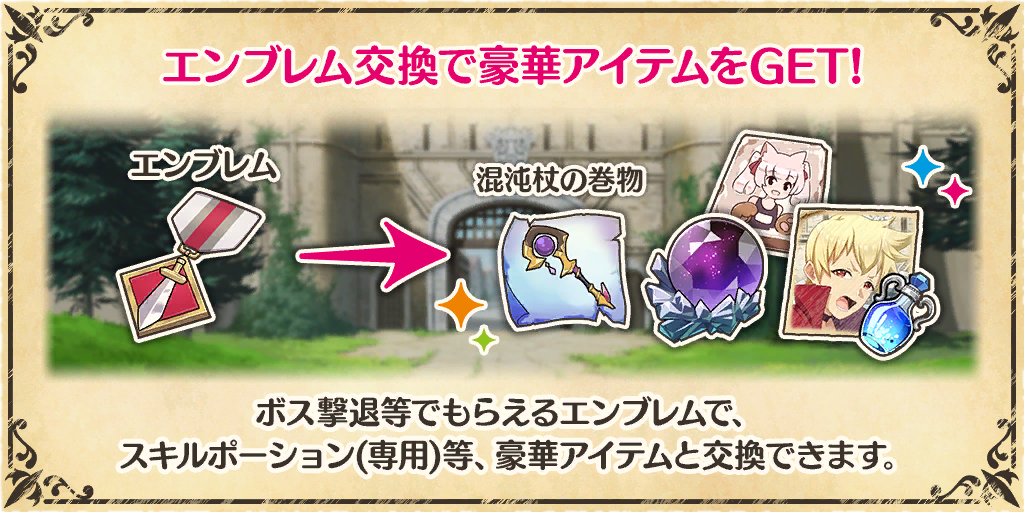 エンブレム交換で豪華アイテムをGET!
エンブレム
混沌杖の巻物
ボス撃退等でもらえるエンブレムで、
スキルポーション(専用)等、豪華アイテムと交換できます。